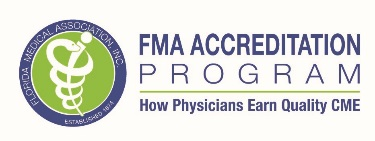 FLORIDA MEDICAL ASSOCIATION, INC.
ESTABLISHED 1874
FMA ACCREDITATION
PROGRAM
How Physicians Earn Quality CME